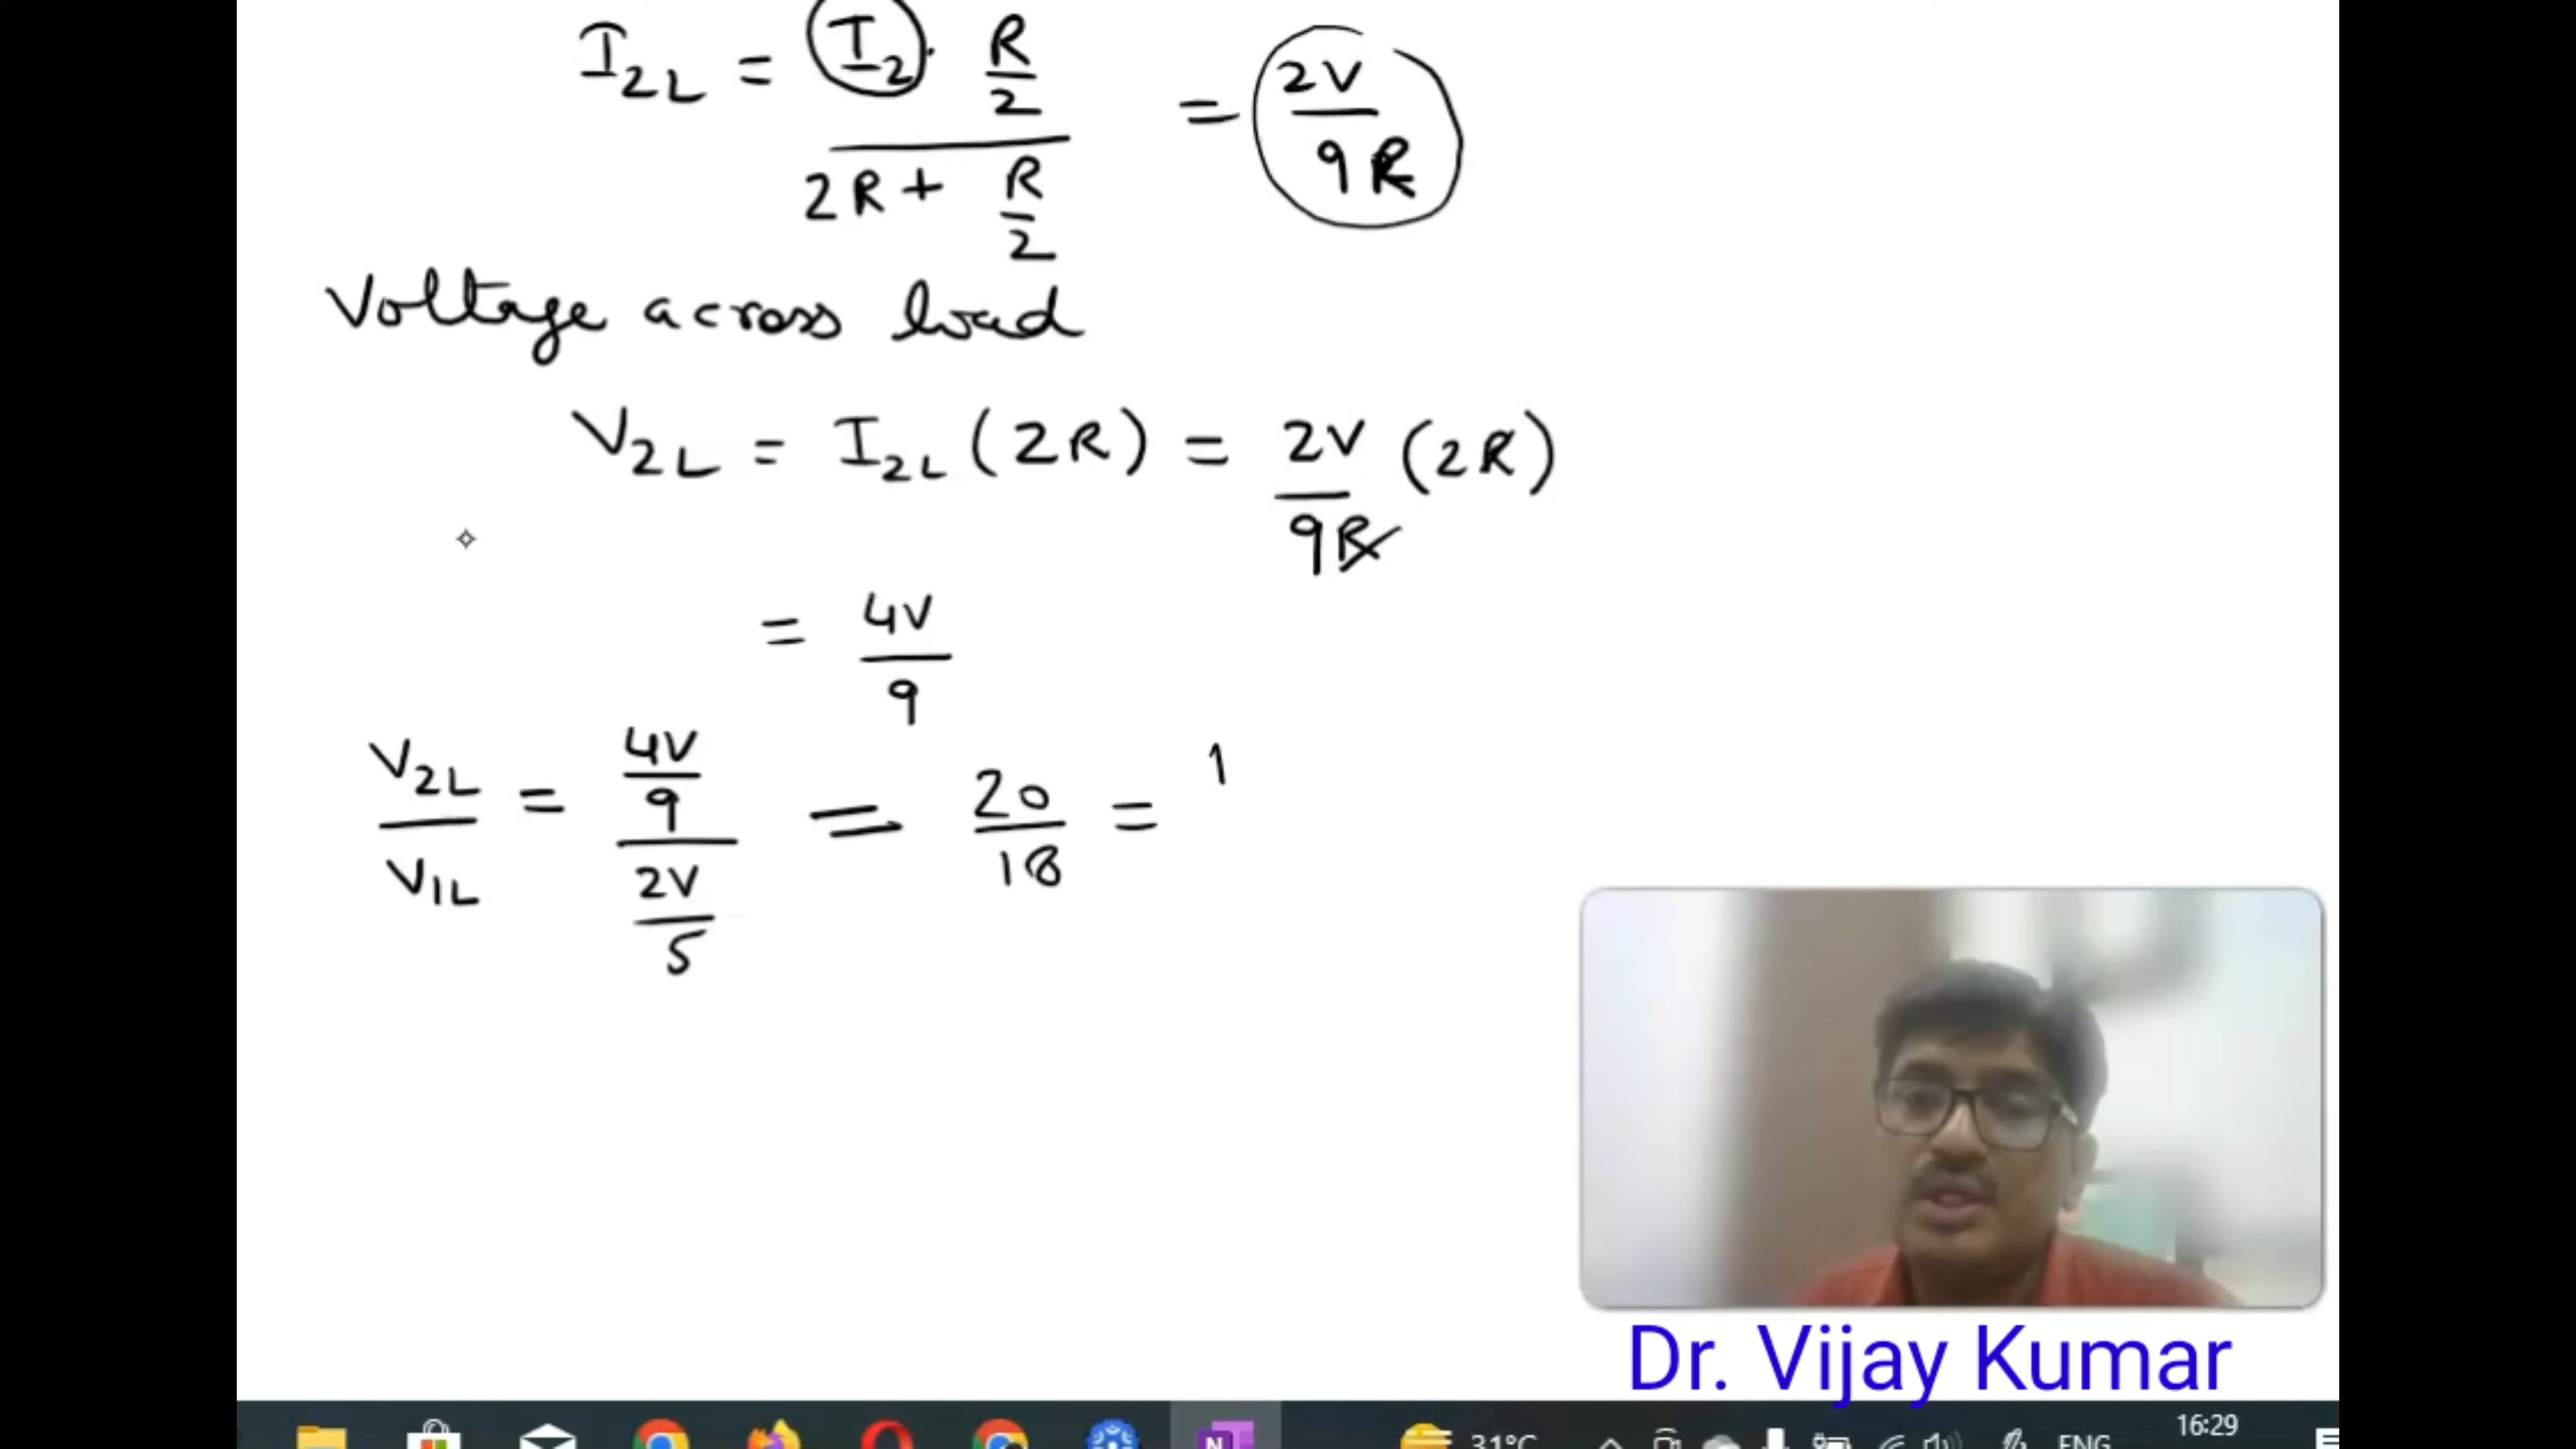 I2L = I2 · R/2 / 2R + R/2 = 2V/9R
Voltage across load
V2L = I2L (2R) = 2V/9R (2R)
= 4V/9
V2L/V1L = 4V/9 / 2V/5 = 20/18 = 1
Dr. Vijay Kumar
31°C ENG 16:29